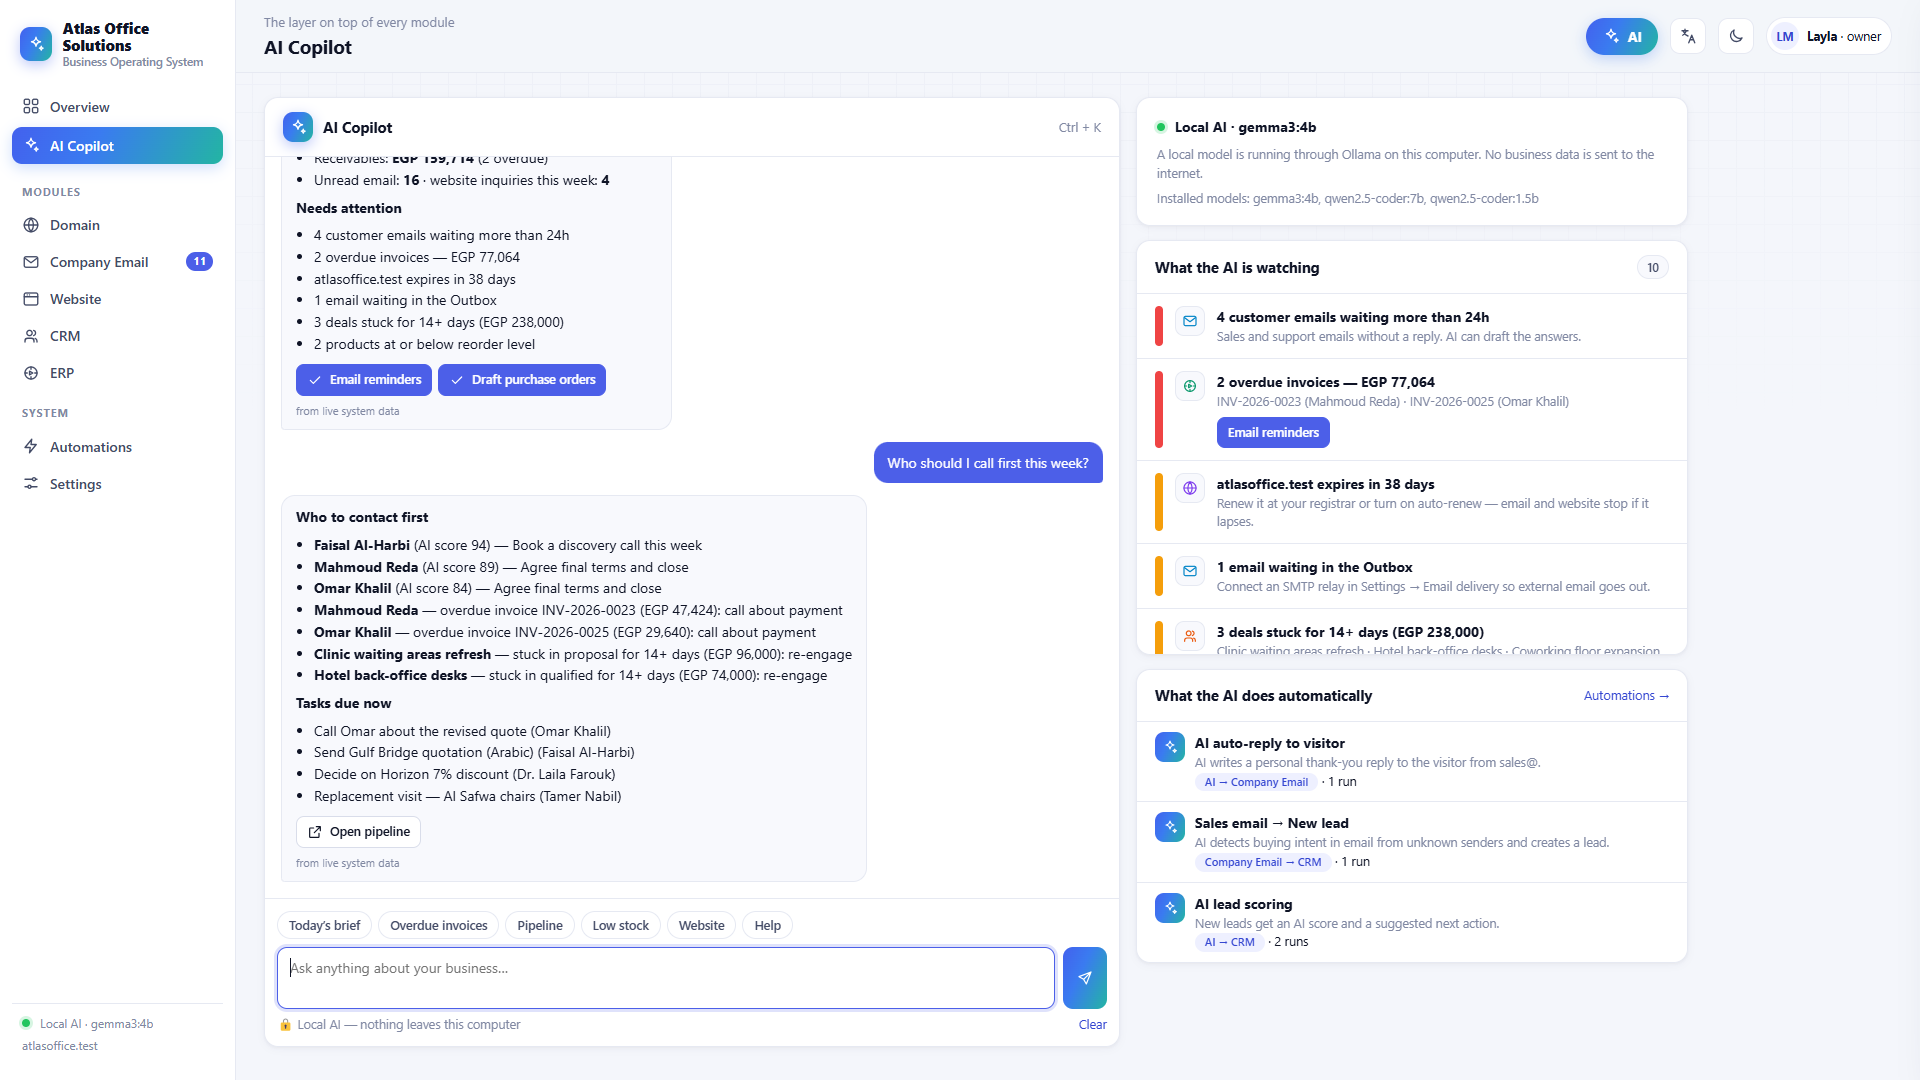 Atlas Office
Solutions
Business Operating System
Overview
AI Copilot
MODULES
Domain
Company Email 11
Website
CRM
ERP
SYSTEM
Automations
Settings
Local AI · gemma3:4b
atlasoffice.test
The layer on top of every module
AI Copilot
AI
LM Layla · owner
AI Copilot Ctrl + K
• Receivables: EGP 159,714 (2 overdue)
• Unread email: 16 · website inquiries this week: 4
Needs attention
• 4 customer emails waiting more than 24h
• 2 overdue invoices — EGP 77,064
• atlasoffice.test expires in 38 days
• 1 email waiting in the Outbox
• 3 deals stuck for 14+ days (EGP 238,000)
• 2 products at or below reorder level
Email reminders Draft purchase orders
from live system data
Who should I call first this week?
Who to contact first
• Faisal Al-Harbi (AI score 94) — Book a discovery call this week
• Mahmoud Reda (AI score 89) — Agree final terms and close
• Omar Khalil (AI score 84) — Agree final terms and close
• Mahmoud Reda — overdue invoice INV-2026-0023 (EGP 47,424): call about payment
• Omar Khalil — overdue invoice INV-2026-0025 (EGP 29,640): call about payment
• Clinic waiting areas refresh — stuck in proposal for 14+ days (EGP 96,000): re-engage
• Hotel back-office desks — stuck in qualified for 14+ days (EGP 74,000): re-engage
Tasks due now
• Call Omar about the revised quote (Omar Khalil)
• Send Gulf Bridge quotation (Arabic) (Faisal Al-Harbi)
• Decide on Horizon 7% discount (Dr. Laila Farouk)
• Replacement visit — Al Safwa chairs (Tamer Nabil)
Open pipeline
from live system data
Today's brief Overdue invoices Pipeline Low stock Website Help
Ask anything about your business...
Local AI — nothing leaves this computer Clear
Local AI · gemma3:4b
A local model is running through Ollama on this computer. No business data is sent to the
internet.
Installed models: gemma3:4b, qwen2.5-coder:7b, qwen2.5-coder:1.5b
What the AI is watching 10
4 customer emails waiting more than 24h
Sales and support emails without a reply. AI can draft the answers.
2 overdue invoices — EGP 77,064
INV-2026-0023 (Mahmoud Reda) · INV-2026-0025 (Omar Khalil)
Email reminders
atlasoffice.test expires in 38 days
Renew it at your registrar or turn on auto-renew — email and website stop if it
lapses.
1 email waiting in the Outbox
Connect an SMTP relay in Settings → Email delivery so external email goes out.
3 deals stuck for 14+ days (EGP 238,000)
Clinic waiting areas refresh · Hotel back-office desks · Coworking floor expansion
What the AI does automatically Automations →
AI auto-reply to visitor
AI writes a personal thank-you reply to the visitor from sales@.
AI → Company Email · 1 run
Sales email → New lead
AI detects buying intent in email from unknown senders and creates a lead.
Company Email → CRM · 1 run
AI lead scoring
New leads get an AI score and a suggested next action.
AI → CRM · 2 runs